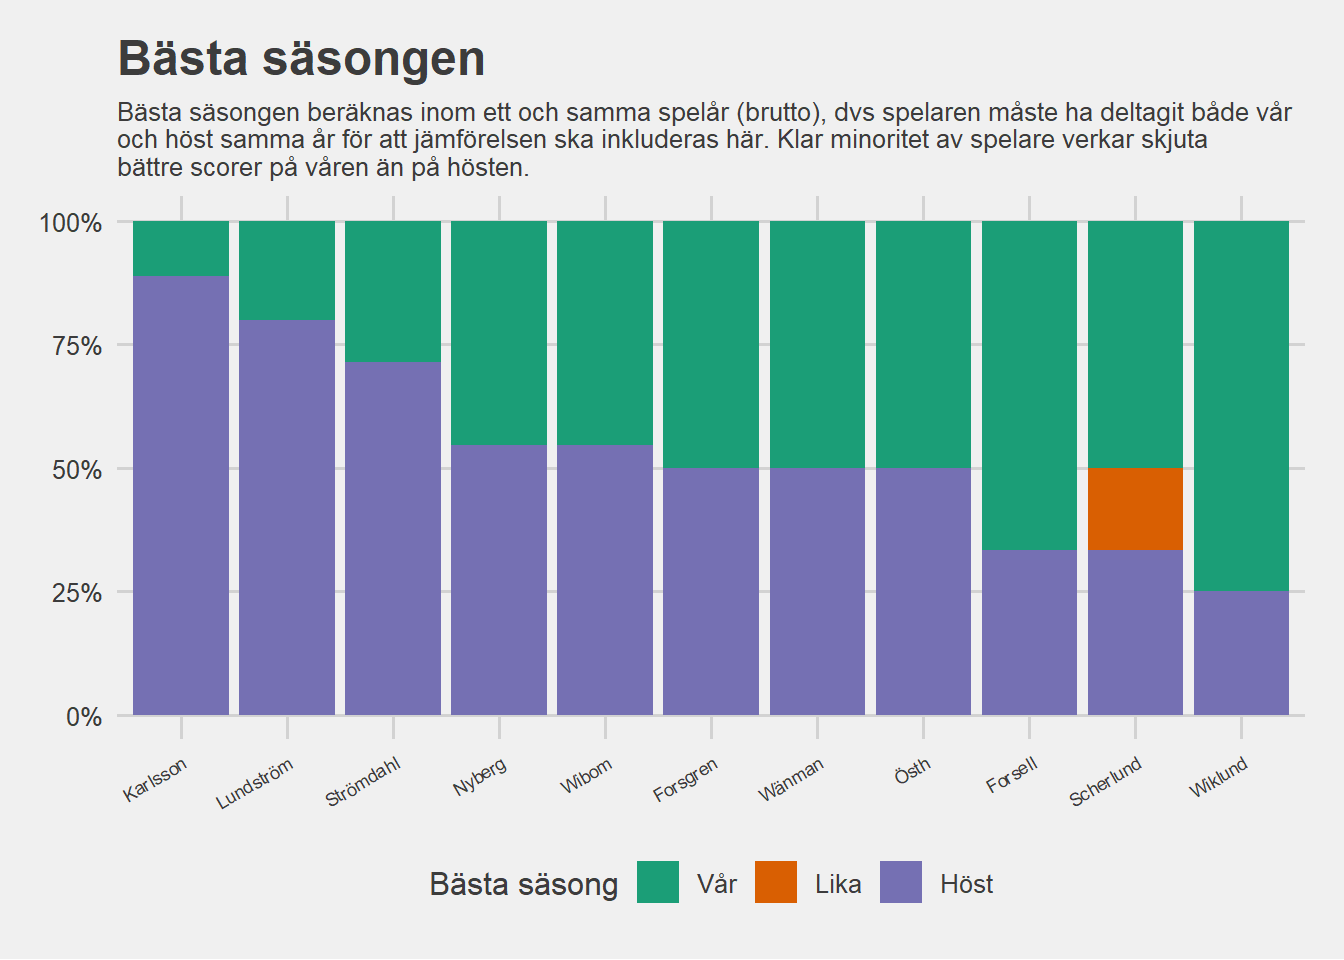 Bästa säsongen
Bästa säsongen beräknas inom ett och samma spelår (brutto), dvs spelaren måste ha deltagit både vår
och höst samma år för att jämförelsen ska inkluderas här. Klar minoritet av spelare verkar skjuta
bättre scorer på våren än på hösten.
100%
75%
50%
25%
0%
Karlsson
Lundström
Strömdahl
Nyberg
Wibom
Forsgren
Wänman
Östh
Forsell
Scherlund
Wiklund
Bästa säsong Vår Lika Höst